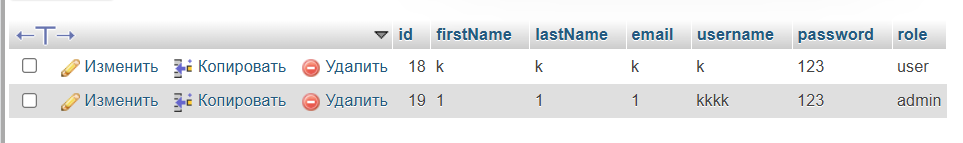 id firstName lastName email username password role
Изменить Копировать Удалить 18 k k k k 123 user
Изменить Копировать Удалить 19 1 1 1 kkkk 123 admin